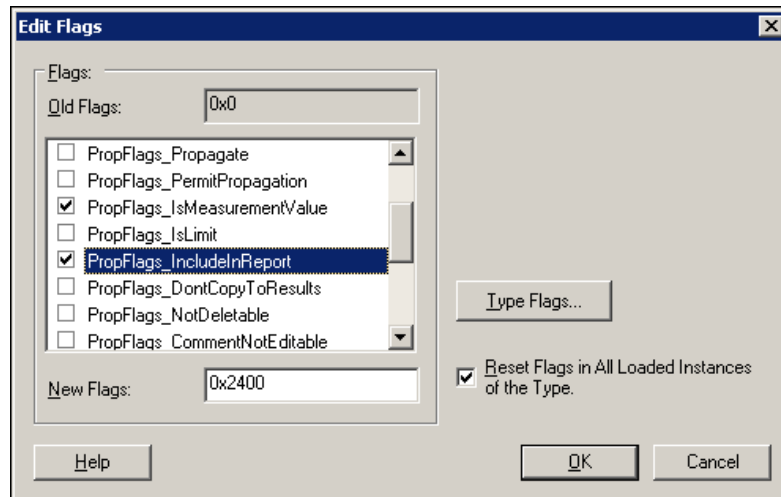 Edit Flags
Flags:
Old Flags: 0x0
PropFlags_Propagate
PropFlags_PermitPropagation
PropFlags_IsMeasurementValue
PropFlags_IsLimit
PropFlags_IncludeInReport
PropFlags_DontCopyToResults
PropFlags_NotDeletable
PropFlags_CommentNotEditable
New Flags: 0x2400
Type Flags...
Reset Flags in All Loaded Instances
of the Type.
Help
OK
Cancel